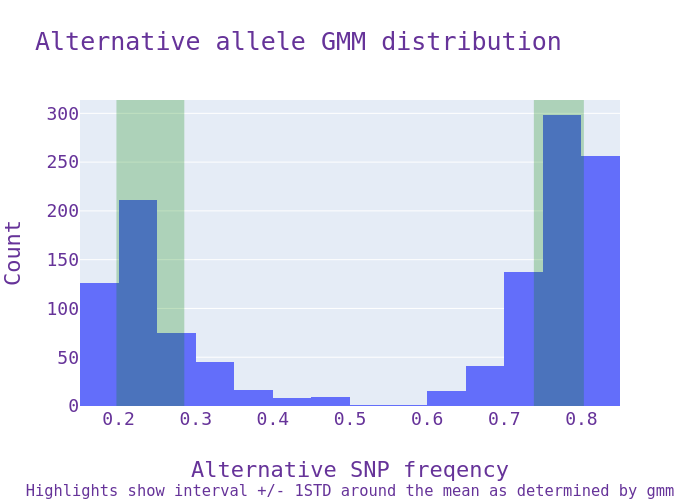 Alternative allele GMM distribution
300
250
200
150
100
50
0
Count
0.2 0.3 0.4 0.5 0.6 0.7 0.8
Alternative SNP freqency
Highlights show interval +/- 1STD around the mean as determined by gmm